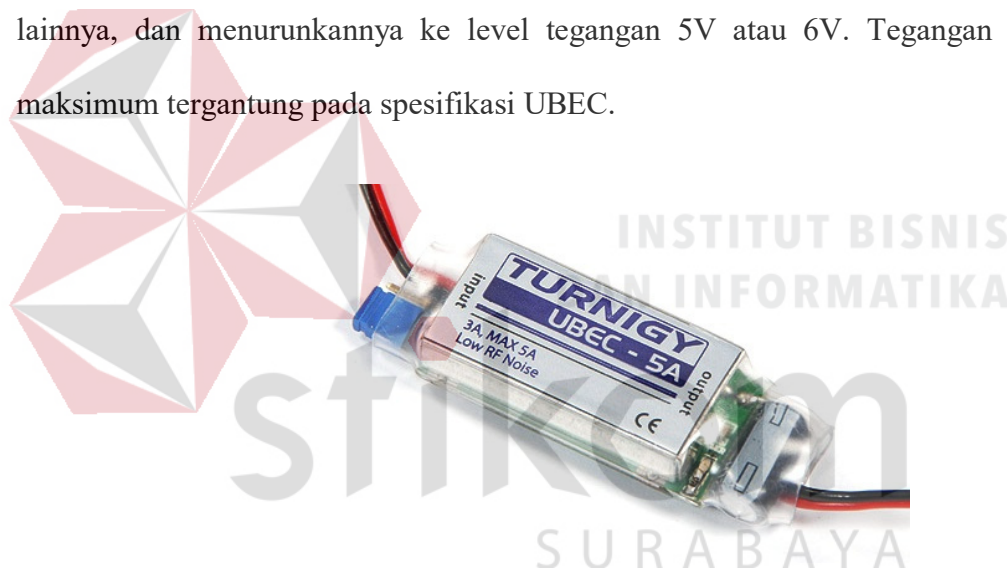 lainnya, dan menurunkannya ke level tegangan 5V atau 6V. Tegangan
maksimum tergantung pada spesifikasi UBEC.
INSTITUT BISNIS
AN INFORMATIKA
input
TURNIGY
UBEC - 5A
3A, MAX 5A
Low RF Noise
output
CE
stikom
SURABAYA